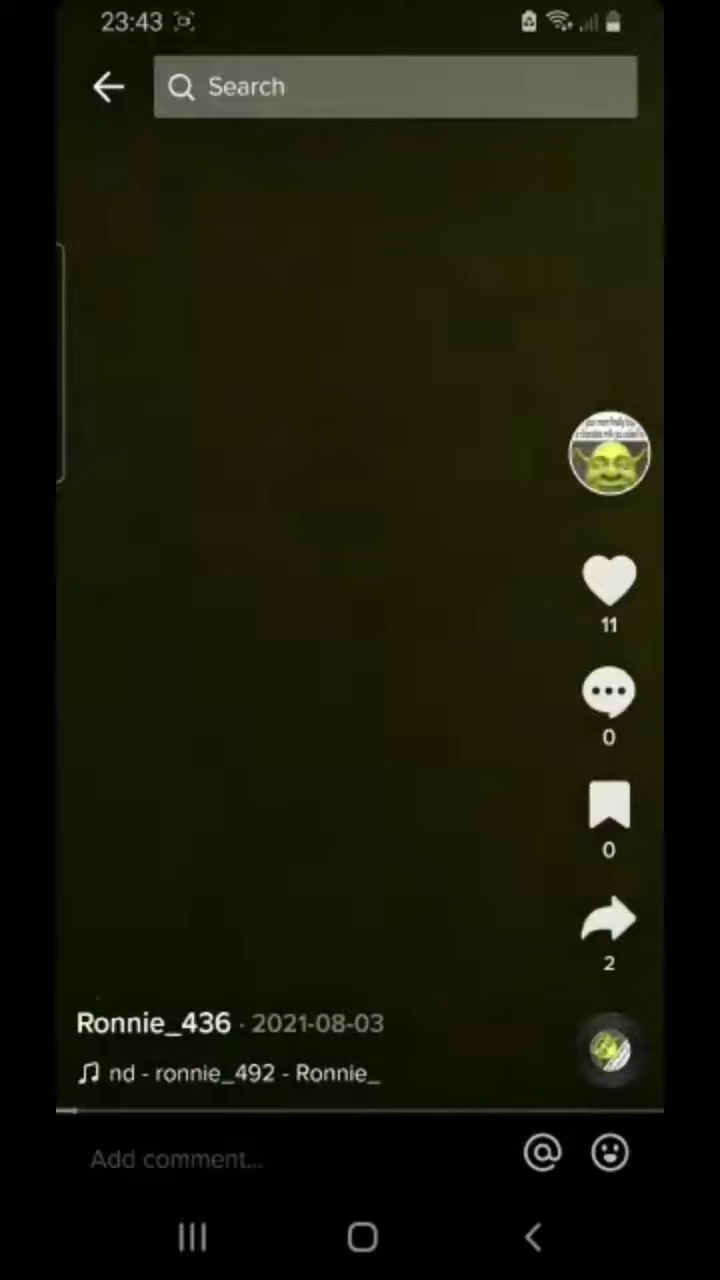 23:43
Search
11
0
0
2
Ronnie_436 · 2021-08-03
nd - ronnie_492 - Ronnie_
Add comment...